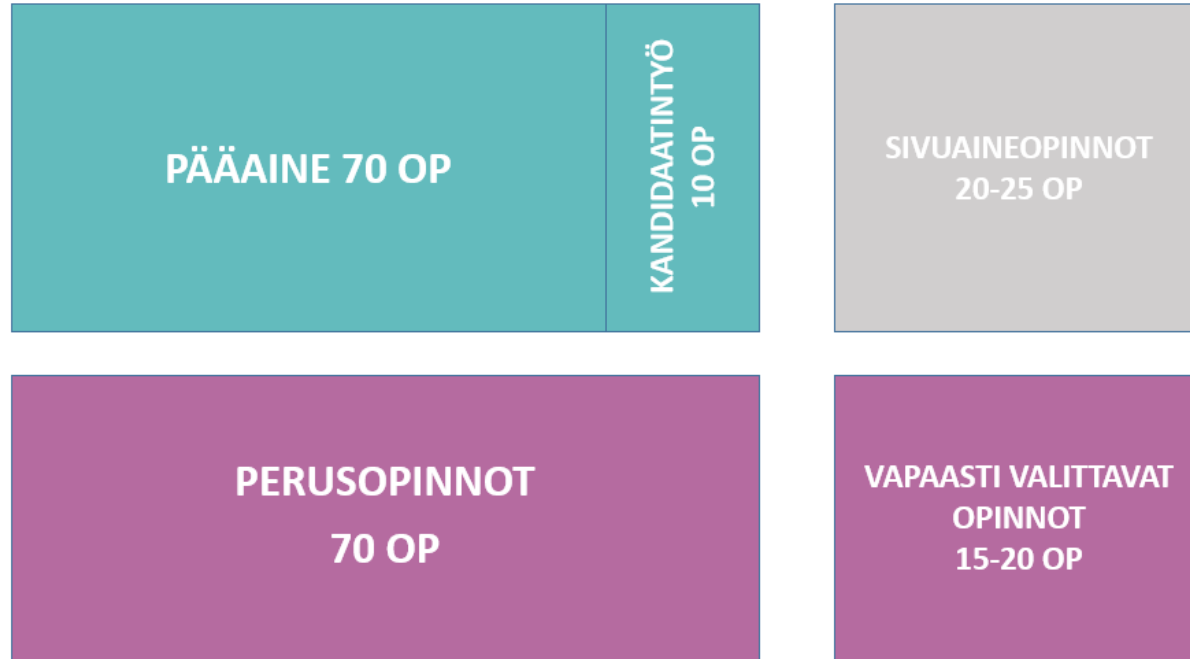 PÄÄAINE 70 OP
KANDIDAATINTYÖ
10 OP
SIVUAINEOPINNOT
20-25 OP
PERUSOPINNOT
70 OP
VAPAASTI VALITTAVAT
OPINNOT
15-20 OP